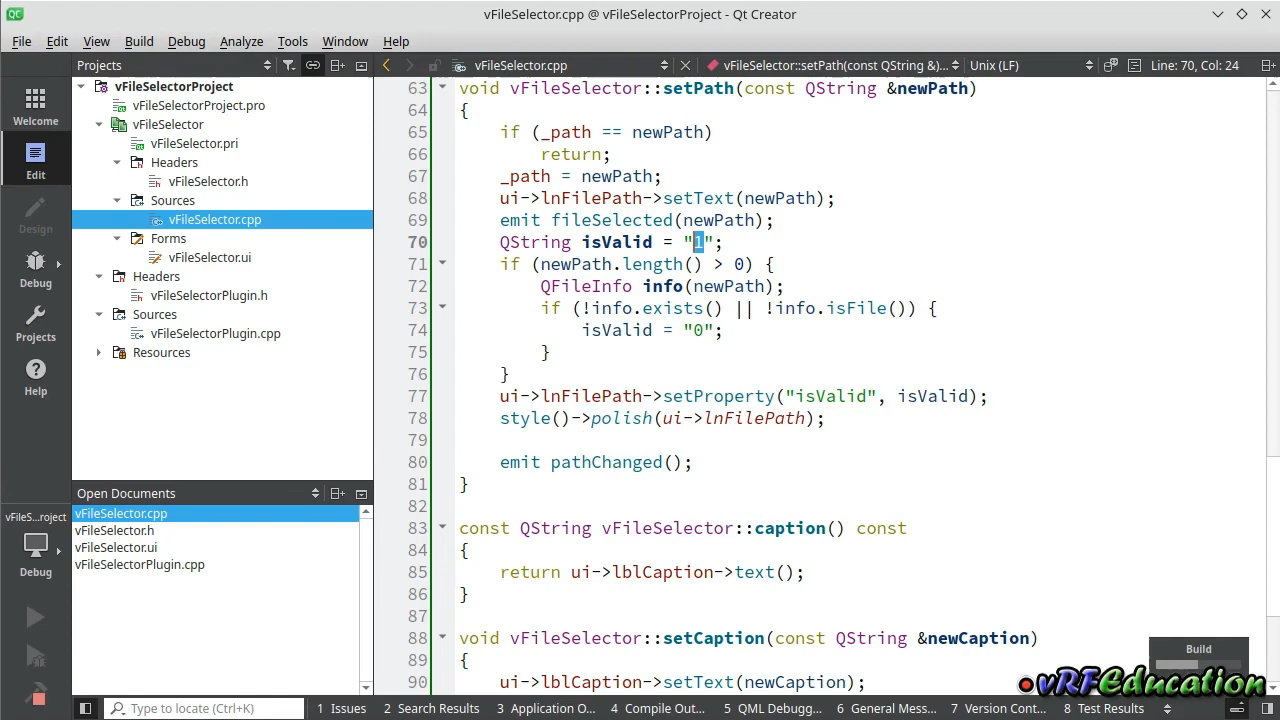 QC
vFileSelector.cpp @ vFileSelectorProject - Qt Creator
File Edit View Build Debug Analyze Tools Window Help
Projects
vFileSelector.cpp
vFileSelector::setPath(const QString &)...
Unix (LF)
Line: 70, Col: 24
Welcome
Edit
Design
Debug
Projects
Help
vFileS...roject
Debug
vFileSelectorProject
vFileSelectorProject.pro
vFileSelector
vFileSelector.pri
Headers
vFileSelector.h
Sources
vFileSelector.cpp
Forms
vFileSelector.ui
Headers
vFileSelectorPlugin.h
Sources
vFileSelectorPlugin.cpp
Resources
Open Documents
vFileSelector.cpp
vFileSelector.h
vFileSelector.ui
vFileSelectorPlugin.cpp
63 void vFileSelector::setPath(const QString &newPath)
64 {
65 if (_path == newPath)
66 return;
67 _path = newPath;
68 ui->lnFilePath->setText(newPath);
69 emit fileSelected(newPath);
70 QString isValid = "1";
71 if (newPath.length() > 0) {
72 QFileInfo info(newPath);
73 if (!info.exists() || !info.isFile()) {
74 isValid = "0";
75 }
76 }
77 ui->lnFilePath->setProperty("isValid", isValid);
78 style()->polish(ui->lnFilePath);
79
80 emit pathChanged();
81 }
82
83 const QString vFileSelector::caption() const
84 {
85 return ui->lblCaption->text();
86 }
87
88 void vFileSelector::setCaption(const QString &newCaption)
89 {
90 ui->lblCaption->setText(newCaption);
Build
vRFEducation
Type to locate (Ctrl+K)
1 Issues 2 Search Results 3 Application O... 4 Compile Out... 5 QML Debugg... 6 General Mess... 7 Version Cont... 8 Test Results